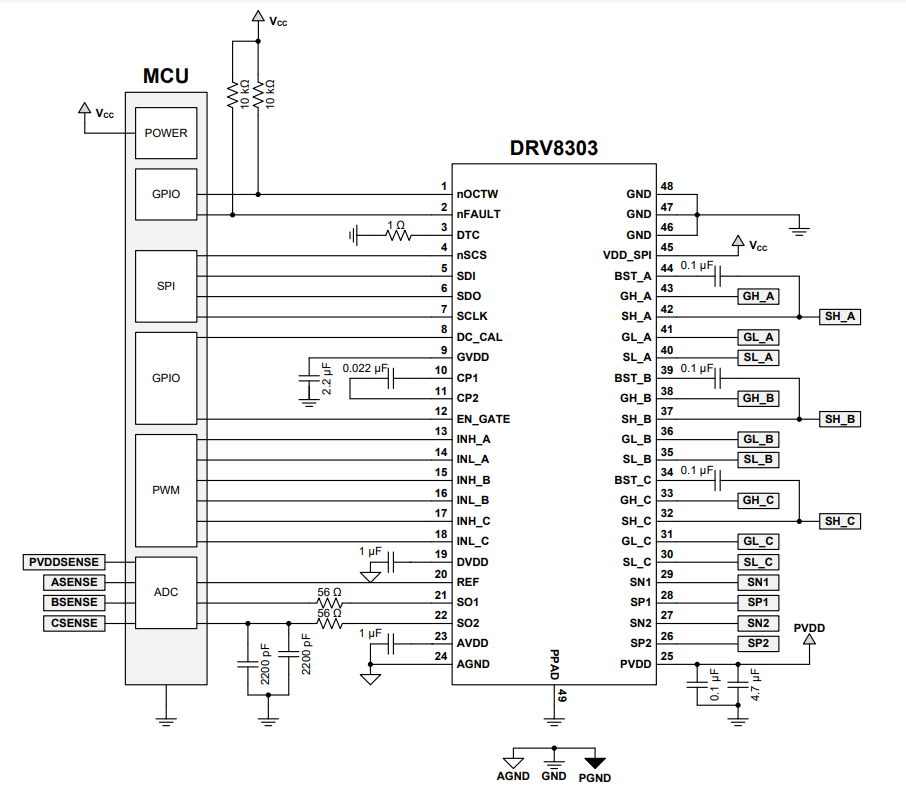 VCC
10 kΩ
10 kΩ
MCU
VCC
POWER
GPIO
SPI
GPIO
PWM
ADC
PVDDSENSE
ASENSE
BSENSE
CSENSE
1 Ω
2.2 µF
0.022 µF
1 µF
56 Ω
56 Ω
1 µF
2200 pF
2200 pF
DRV8303
1 nOCTW
2 nFAULT
3 DTC
4 nSCS
5 SDI
6 SDO
7 SCLK
8 DC_CAL
9 GVDD
10 CP1
11 CP2
12 EN_GATE
13 INH_A
14 INL_A
15 INH_B
16 INL_B
17 INH_C
18 INL_C
19 DVDD
20 REF
21 SO1
22 SO2
23 AVDD
24 AGND
PPAD
49
GND 48
GND 47
GND 46
VDD_SPI 45
VCC
BST_A 44 0.1 µF
GH_A 43 GH_A
SH_A 42 SH_A
GL_A 41 GL_A
SL_A 40 SL_A
BST_B 39 0.1 µF
GH_B 38 GH_B
SH_B 37 SH_B
GL_B 36 GL_B
SL_B 35 SL_B
BST_C 34 0.1 µF
GH_C 33 GH_C
SH_C 32 SH_C
GL_C 31 GL_C
SL_C 30 SL_C
SN1 29 SN1
SP1 28 SP1
SN2 27 SN2
SP2 26 SP2
PVDD 25
PVDD
0.1 µF
4.7 µF
AGND GND PGND